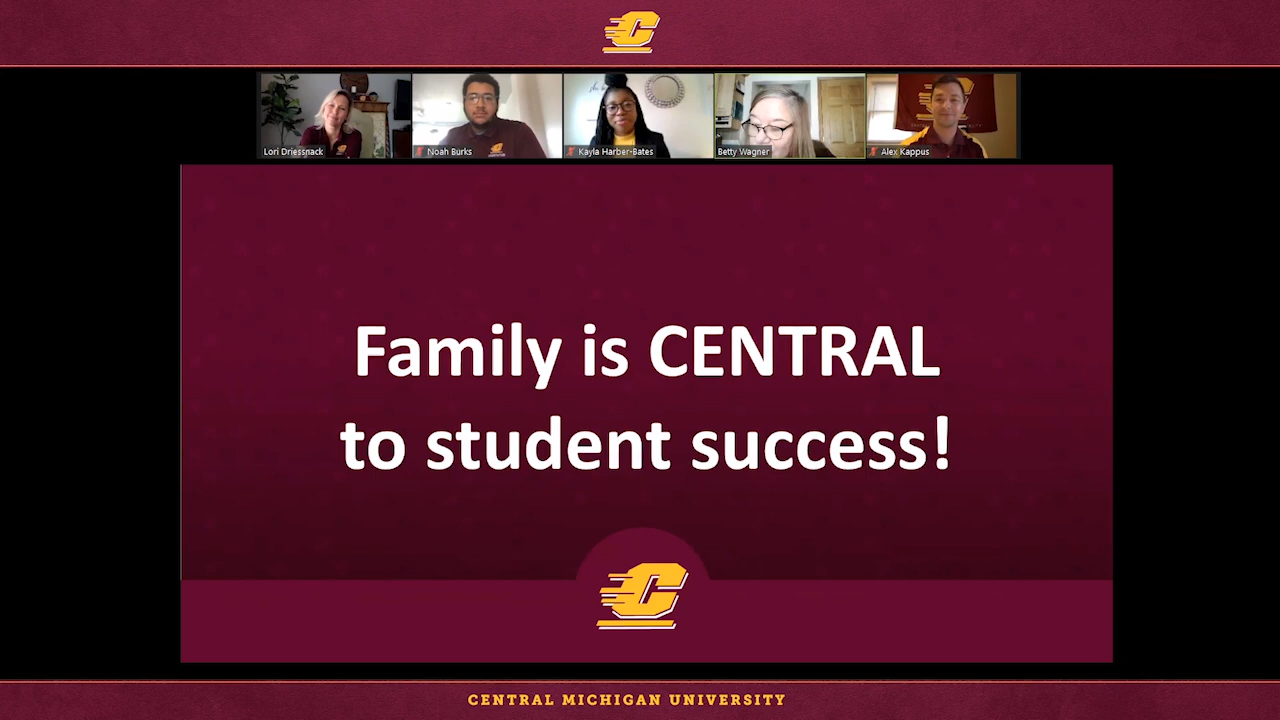 Lori Driessnack
Noah Burks
Kayla Harber-Bates
Betty Wagner
Alex Kappus
Family is CENTRAL
to student success!
CENTRAL MICHIGAN UNIVERSITY